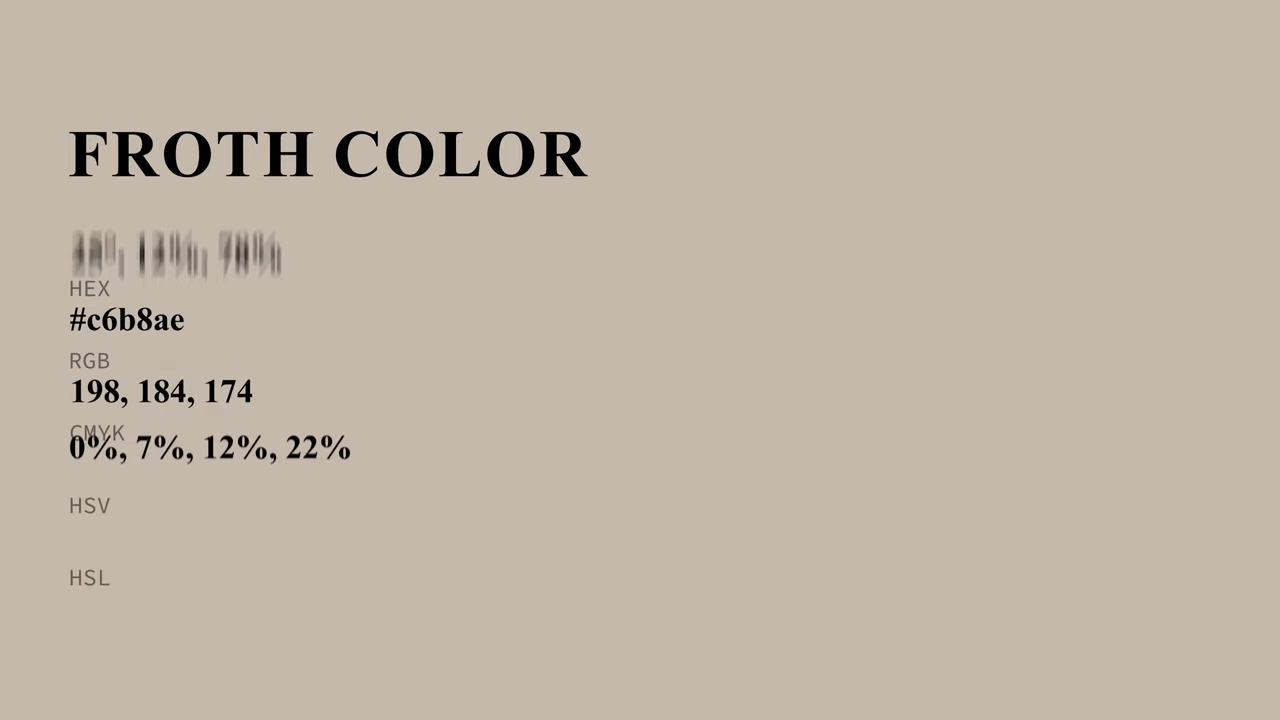 FROTH COLOR
HEX
#c6b8ae
RGB
198, 184, 174
CMYK
0%, 7%, 12%, 22%
HSV
HSL